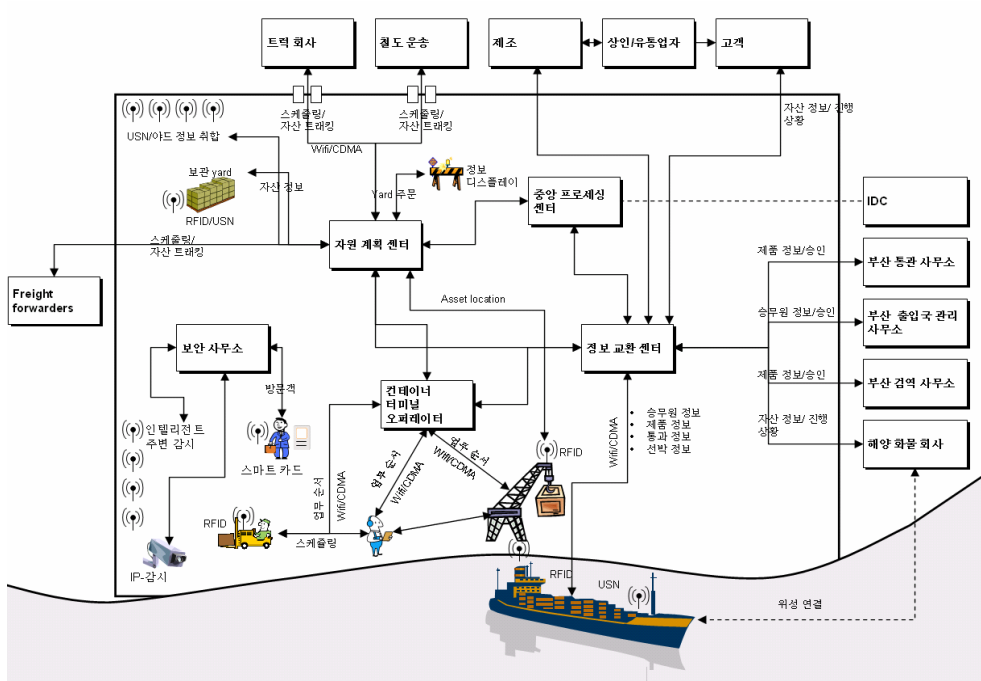 트럭 회사
철도 운송
제조
상인/유통업자
고객
스케줄링/
자산 트래킹
스케줄링/
자산 트래킹
자산 정보/ 진행
상황
USN/야드 정보 취합
Wifi/CDMA
보관 yard
자산 정보
RFID/USN
Yard 주문
정보
디스플레이
중앙 프로세싱
센터
IDC
스케줄링/
자산 트래킹
자원 계획 센터
제품 정보/승인
부산 통관 사무소
Freight
forwarders
Asset location
승무원 정보/승인
부산 출입국 관리
사무소
보안 사무소
정보 교환 센터
제품 정보/승인
부산 검역 사무소
방문객
컨테이너
터미널
오퍼레이터
• 승무원 정보
• 제품 정보
• 통과 정보
• 선박 정보
Wifi/CDMA
자산 정보/ 진행
상황
해양 화물 회사
인텔리전트
주변 감시
스마트 카드
업무 순서
Wifi/CDMA
업무 순서
Wifi/CDMA
업무 순서
Wifi/CDMA
RFID
RFID
스케줄링
IP-감시
RFID
USN
위성 연결